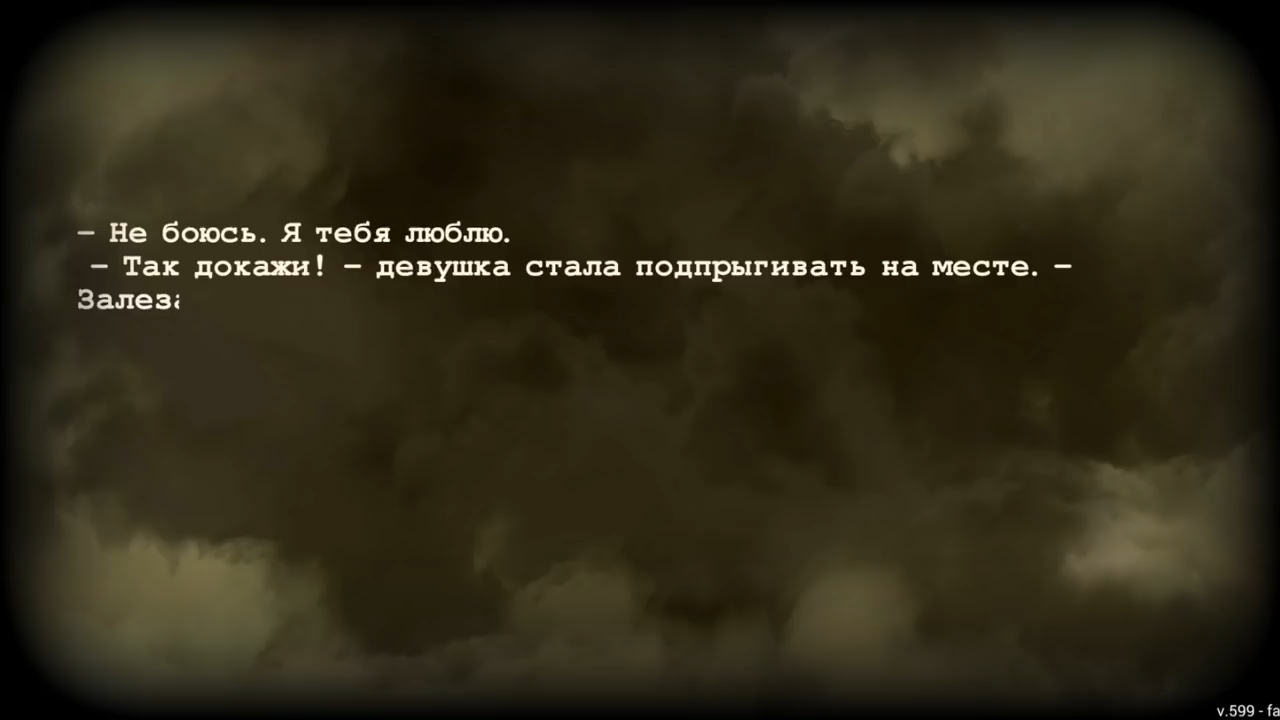 – Не боюсь. Я тебя люблю.
– Так докажи! – девушка стала подпрыгивать на месте. –
v.599 -